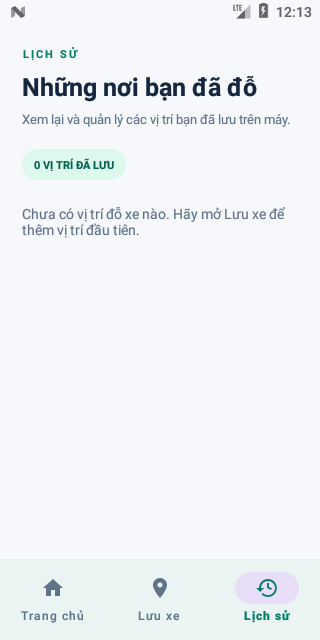 LTE 12:13
LỊCH SỬ
Những nơi bạn đã đỗ
Xem lại và quản lý các vị trí bạn đã lưu trên máy.
0 VỊ TRÍ ĐÃ LƯU
Chưa có vị trí đỗ xe nào. Hãy mở Lưu xe để
thêm vị trí đầu tiên.
Trang chủ Lưu xe Lịch sử